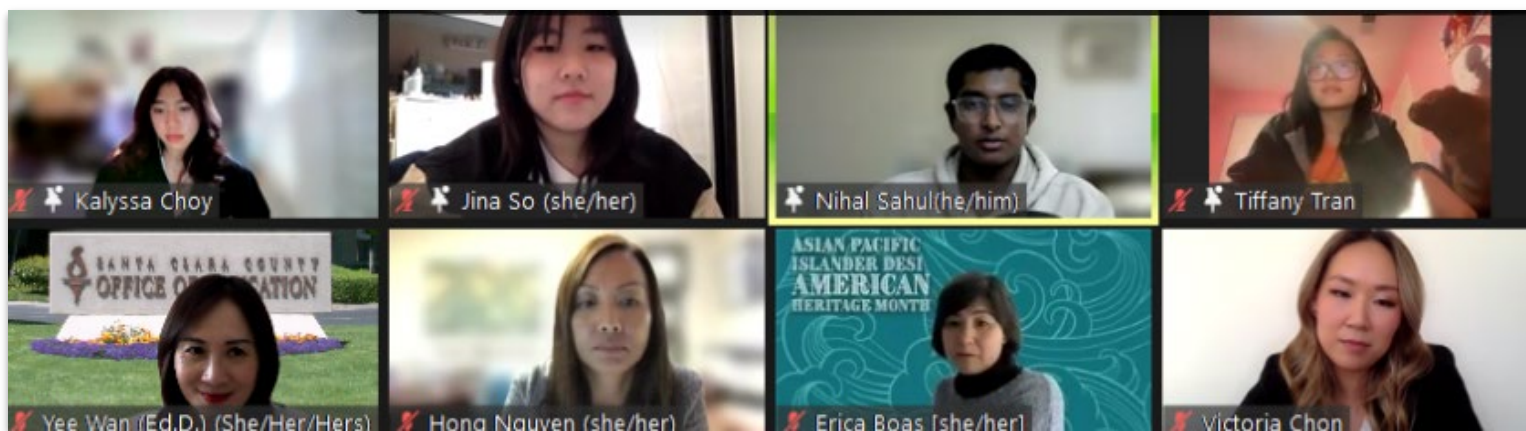 Kalyssa Choy
Jina So (she/her)
Nihal Sahul(he/him)
Tiffany Tran
SANTA CLARA COUNTY
OFFICE O CATION
Yee Wan (Ed.D.) (She/Her/Hers)
Hong Nguyen (she/her)
ASIAN PACIFIC
ISLANDER DESI
AMERICAN
HERITAGE MONTH
Erica Boas [she/her]
Victoria Chon